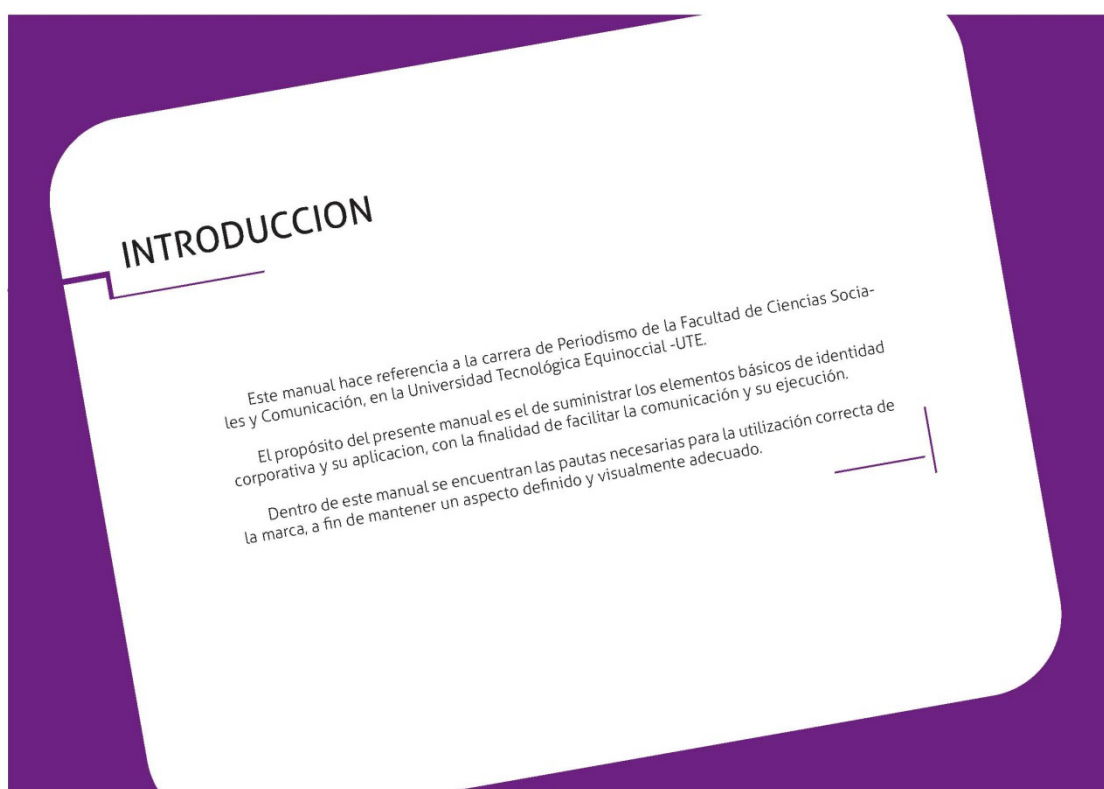 INTRODUCCION
Este manual hace referencia a la carrera de Periodismo de la Facultad de Ciencias Socia-
les y Comunicación, en la Universidad Tecnológica Equinoccial -UTE.
El propósito del presente manual es el de suministrar los elementos básicos de identidad
corporativa y su aplicacion, con la finalidad de facilitar la comunicación y su ejecución.
Dentro de este manual se encuentran las pautas necesarias para la utilización correcta de
la marca, a fin de mantener un aspecto definido y visualmente adecuado.